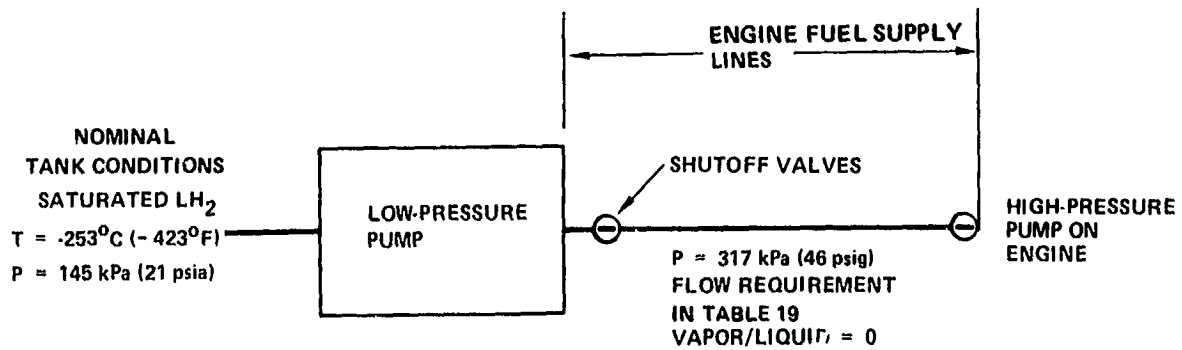 ENGINE FUEL SUPPLY
LINES
NOMINAL
TANK CONDITIONS
SATURATED LH2
T = -253°C (- 423°F)
P = 145 kPa (21 psia)
LOW-PRESSURE
PUMP
SHUTOFF VALVES
P = 317 kPa (46 psig)
FLOW REQUIREMENT
IN TABLE 19
VAPOR/LIQUID = 0
HIGH-PRESSURE
PUMP ON
ENGINE